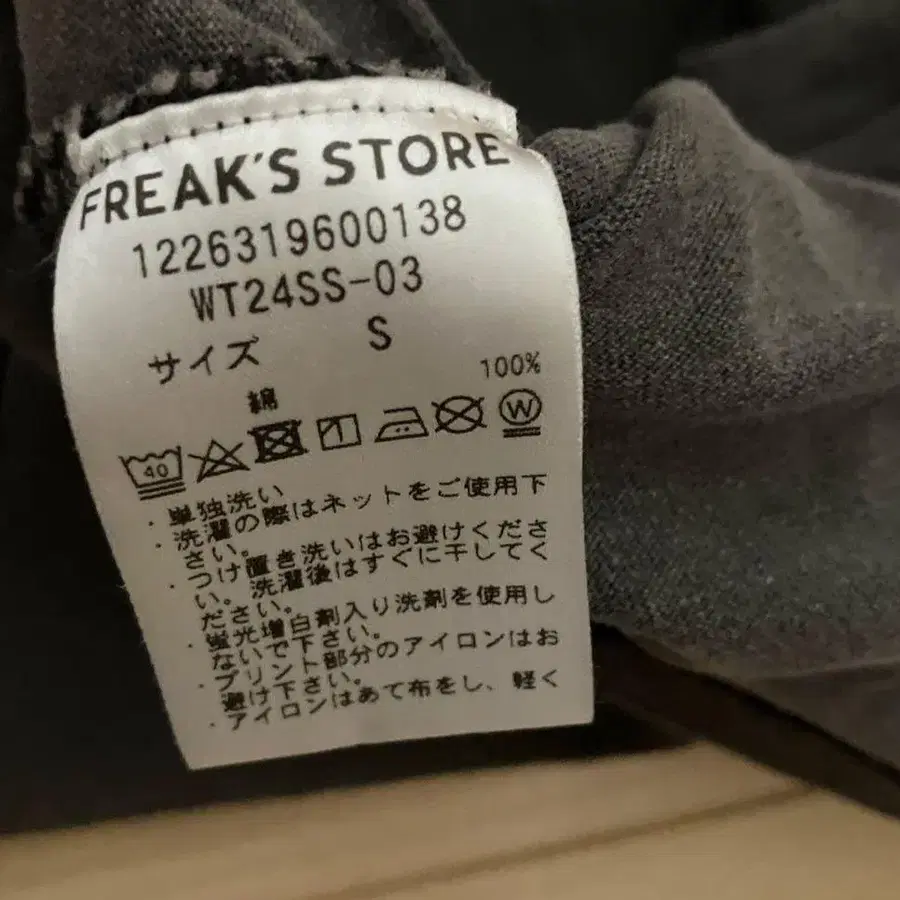 FREAK'S STORE
1226319600138
WT24SS-03
サイズ S
綿 100%
40 W
・単独洗い
・洗濯の際はネットをご使用下
さい。
・つけ置き洗いはお避けくださ
い。洗濯後はすぐに干してく
ださい。
・蛍光増白剤入り洗剤を使用し
ないで下さい。
・プリント部分のアイロンはお
避け下さい。
・アイロンはあて布をし、軽く